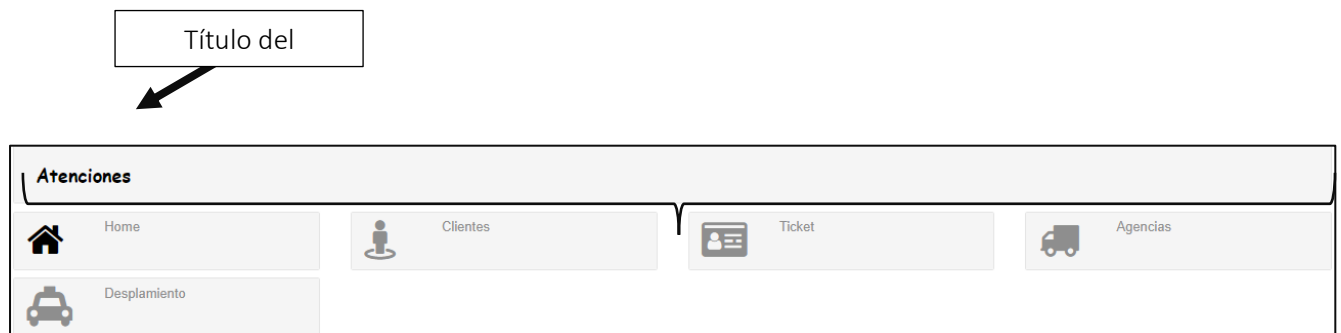 Título del
Atenciones
Home
Clientes
Ticket
Agencias
Desplamiento